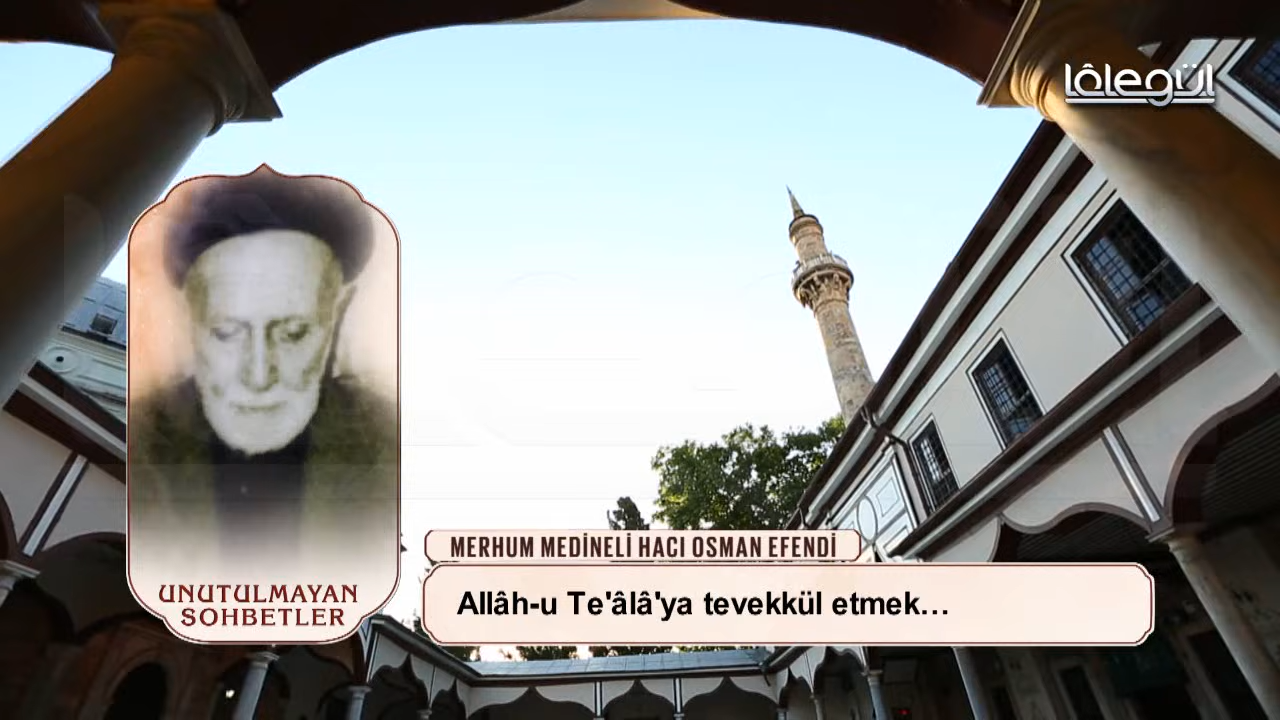 lâlegül
MERHUM MEDİNELİ HACI OSMAN EFENDİ
Allâh-u Te'âlâ'ya tevekkül etmek…
UNUTULMAYAN
SOHBETLER